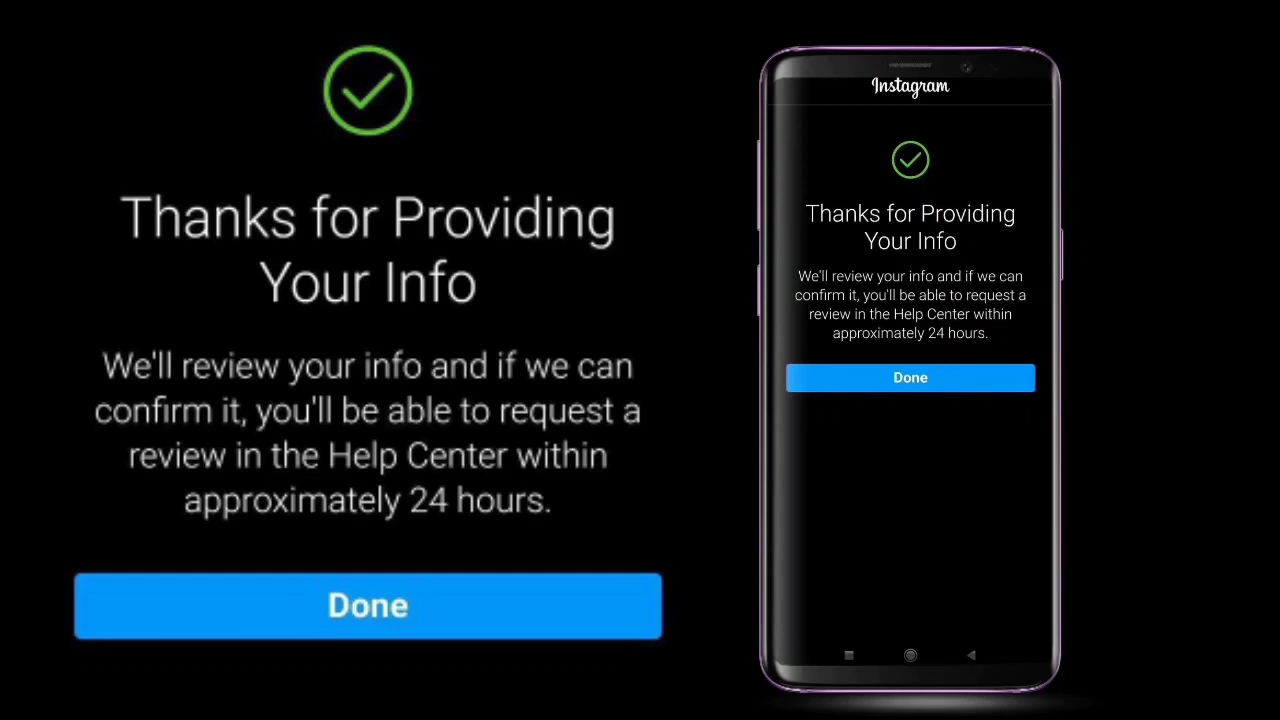 Thanks for Providing
Your Info
We'll review your info and if we can
confirm it, you'll be able to request a
review in the Help Center within
approximately 24 hours.
Done
Instagram
Thanks for Providing
Your Info
We'll review your info and if we can
confirm it, you'll be able to request a
review in the Help Center within
approximately 24 hours.
Done